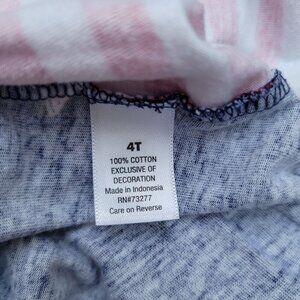 4T
100% COTTON
EXCLUSIVE OF
DECORATION
Made in Indonesia
RN#73277
Care on Reverse